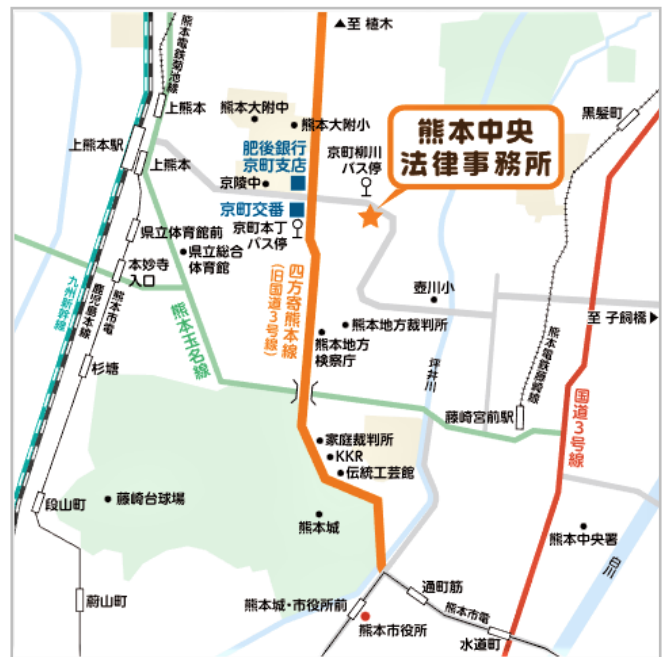 ▲至 植木
熊本電鉄菊池線
上熊本
熊本大附中
熊本大附小
黒髪町
熊本中央
法律事務所
上熊本駅
上熊本
肥後銀行
京町支店
京町柳川
バス停
京陵中
京町交番
京町本丁
バス停
県立体育館前
県立総合
体育館
本妙寺
入口
九州新幹線
鹿児島本線
熊本市電
熊本玉名線
四方寄熊本線
(旧国道3号線)
壺川小
熊本地方裁判所
熊本地方
検察庁
至 子飼橋▶
坪井川
熊本電鉄藤崎線
杉塘
藤崎宮前駅
国道3号線
家庭裁判所
KKR
伝統工芸館
段山町
藤崎台球場
熊本城
熊本中央署
白川
蔚山町
熊本城・市役所前
通町筋
熊本市電
熊本市役所
水道町